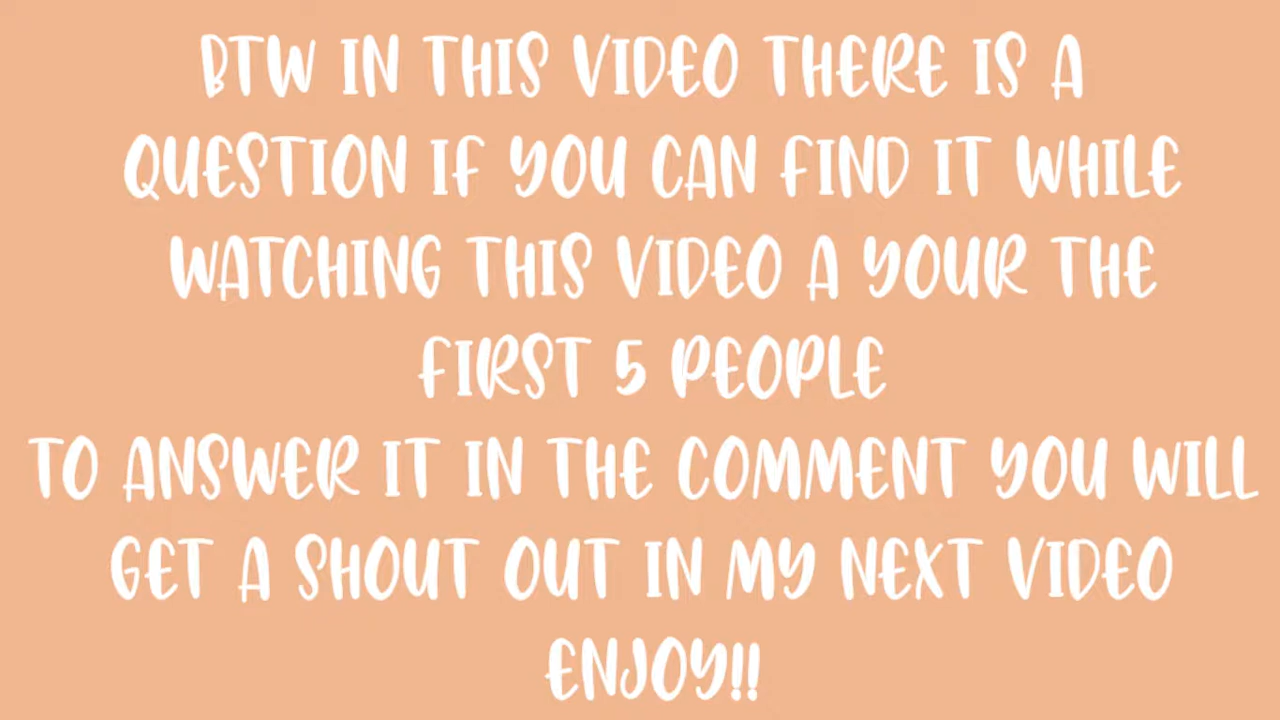 BTW IN THIS VIDEO THERE IS A
QUESTION IF YOU CAN FIND IT WHILE
WATCHING THIS VIDEO A YOUR THE
FIRST 5 PEOPLE
TO ANSWER IT IN THE COMMENT YOU WILL
GET A SHOUT OUT IN MY NEXT VIDEO
ENJOY!!